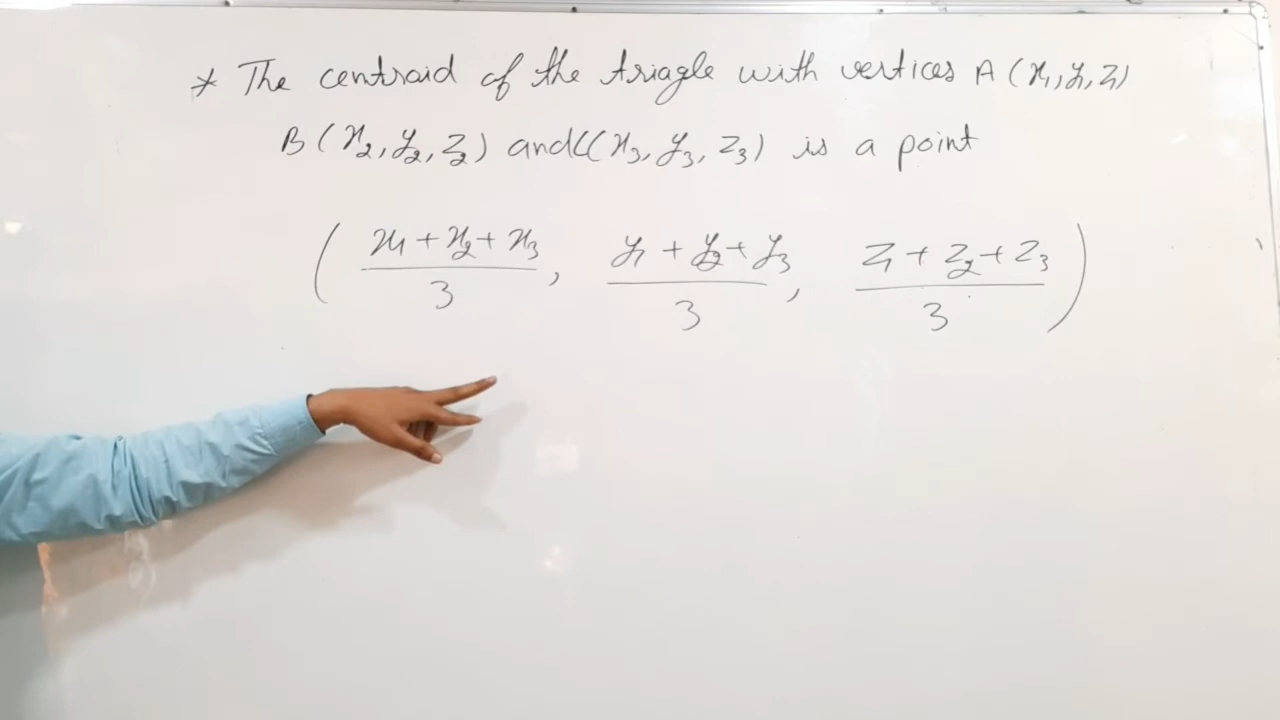 * The centroid of the triagle with vertices A (x₁, y₁, z₁)
B (x₂, y₂, z₂) and C(x₃, y₃, z₃) is a point
( (x₁ + x₂ + x₃)/3 , (y₁ + y₂ + y₃)/3 , (z₁ + z₂ + z₃)/3 )